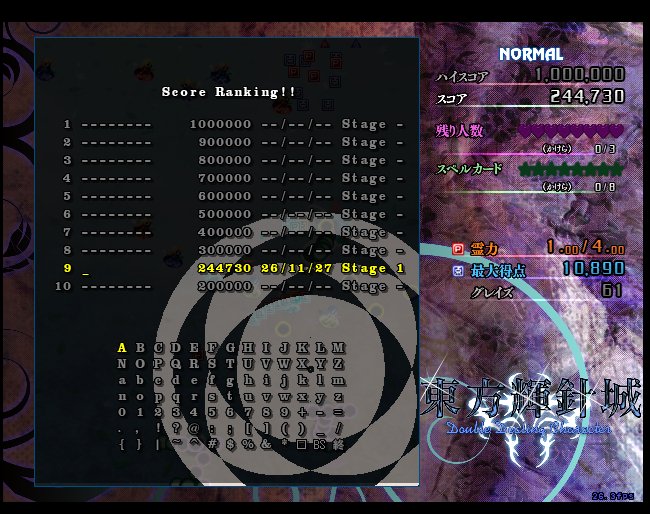 Score Ranking!!
1 -------- 1000000 --/--/-- Stage -
2 -------- 900000 --/--/-- Stage -
3 -------- 800000 --/--/-- Stage -
4 -------- 700000 --/--/-- Stage -
5 -------- 600000 --/--/-- Stage -
6 -------- 500000 --/--/-- Stage -
7 -------- 400000 --/--/-- Stage -
8 -------- 300000 --/--/-- Stage -
9 _ 244730 26/11/27 Stage 1
10 -------- 200000 --/--/-- Stage -
A B C D E F G H I J K L M
N O P Q R S T U V W X Y Z
a b c d e f g h i j k l m
n o p q r s t u v w x y z
0 1 2 3 4 5 6 7 8 9 + - =
. , ! ? @ : ; [ ] ( ) _ /
{ } | ~ ^ # $ % & * □ BS 終
NORMAL
ハイスコア 1,000,000
スコア 244,730
残り人数
(かけら) 0/3
スペルカード
(かけら) 0/8
P 霊力 1.00/4.00
最大得点 10,890
グレイズ 61
東方輝針城
Double Dealing Character
26.3fps